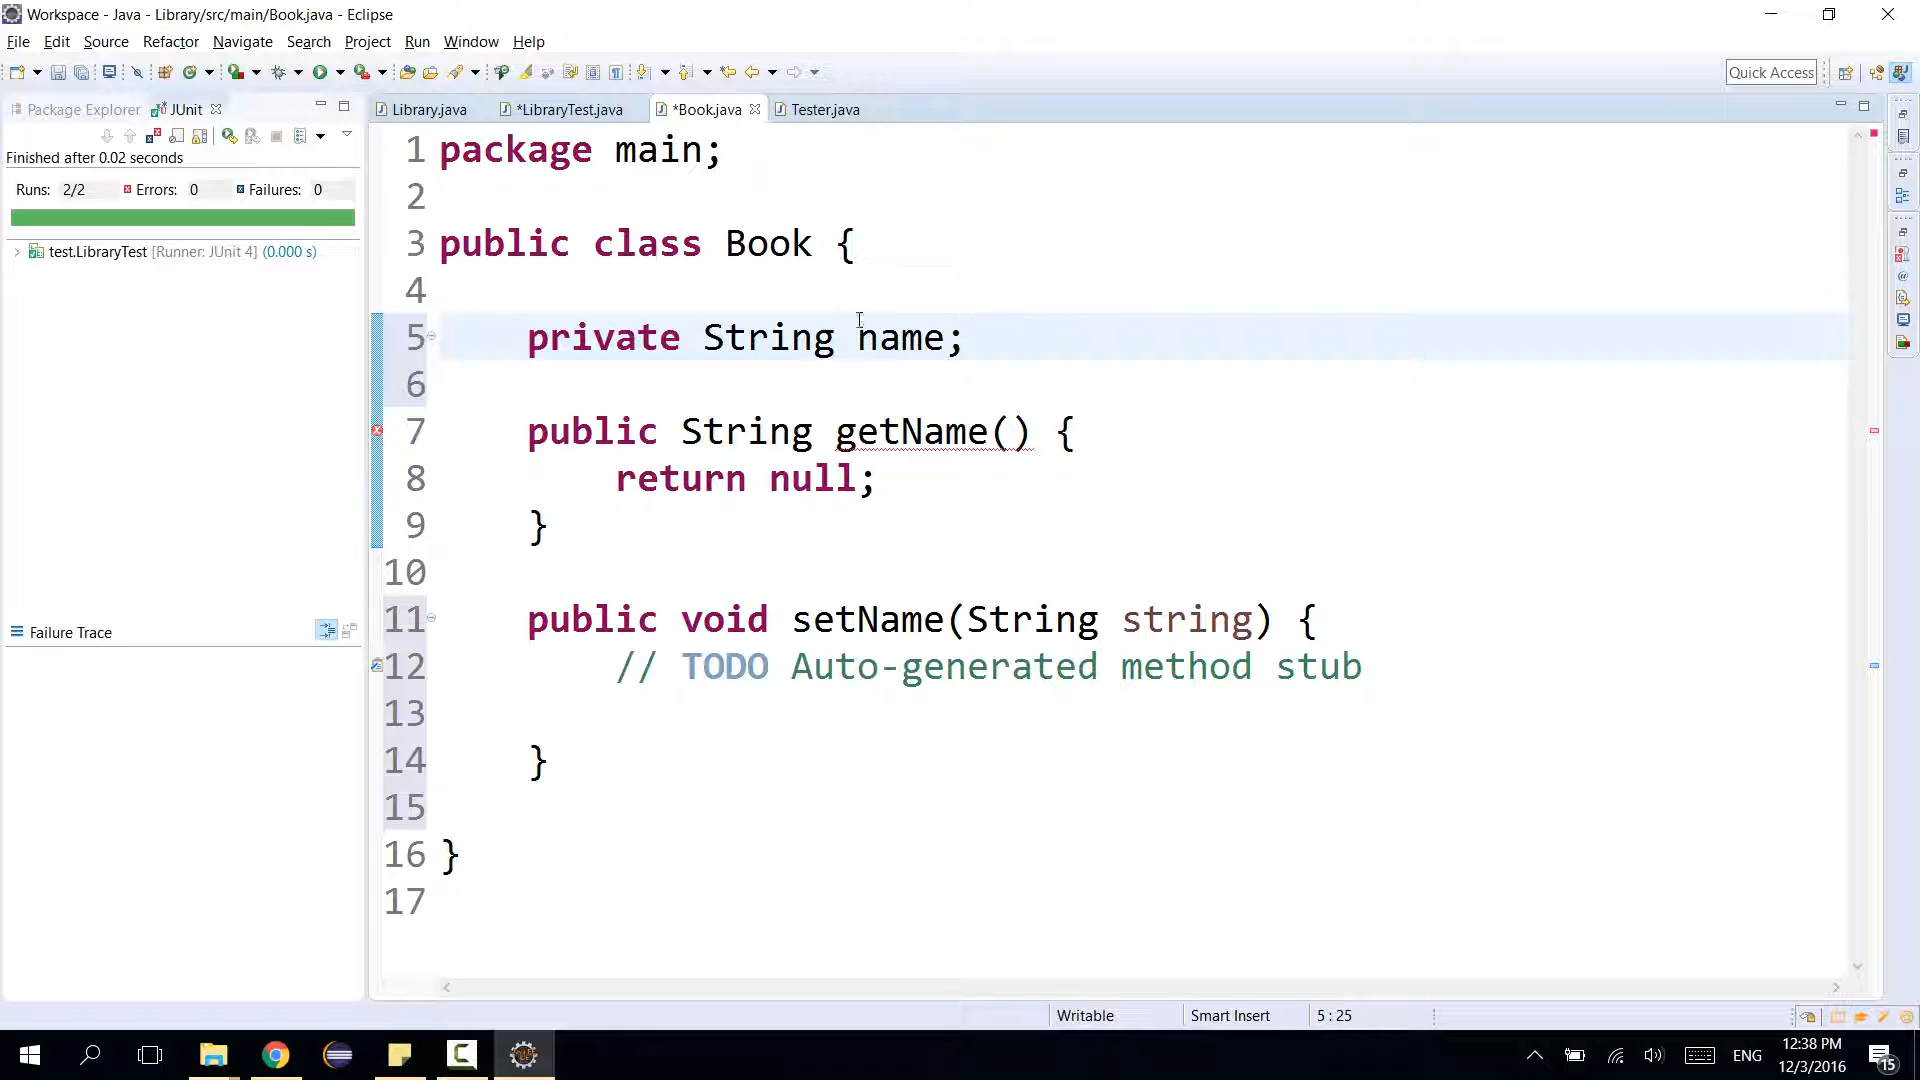 Workspace - Java - Library/src/main/Book.java - Eclipse
File Edit Source Refactor Navigate Search Project Run Window Help
Quick Access
Package Explorer JUnit
Library.java *LibraryTest.java *Book.java Tester.java
Finished after 0.02 seconds
Runs: 2/2 Errors: 0 Failures: 0
test.LibraryTest [Runner: JUnit 4] (0.000 s)
Failure Trace
1 package main;
2
3 public class Book {
4
5 private String name;
6
7 public String getName() {
8 return null;
9 }
10
11 public void setName(String string) {
12 // TODO Auto-generated method stub
13
14 }
15
16 }
17
Writable Smart Insert 5 : 25
ENG 12:38 PM
12/3/2016
15